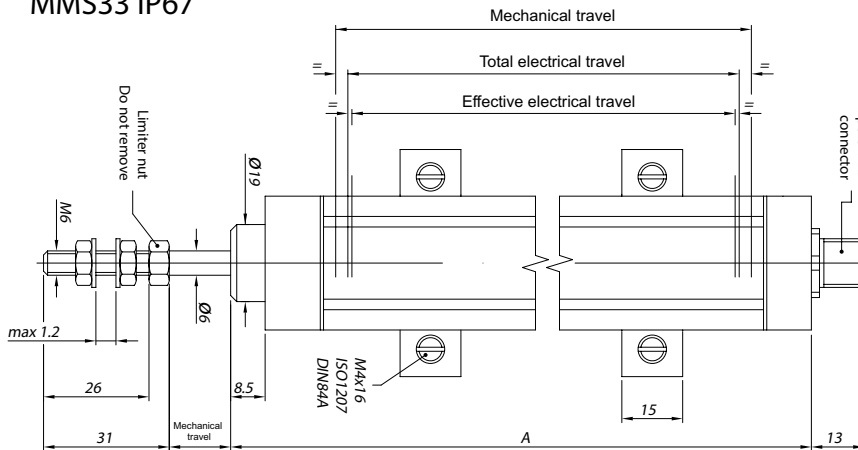 MMS33 IP67
Mechanical travel
=
=
Total electrical travel
=
=
Effective electrical travel
Limiter nut
Do not remove
connector
Ø19
M6
Ø6
max 1.2
M4x16
ISO1207
DIN84A
26
8.5
15
31
Mechanical
travel
A
13